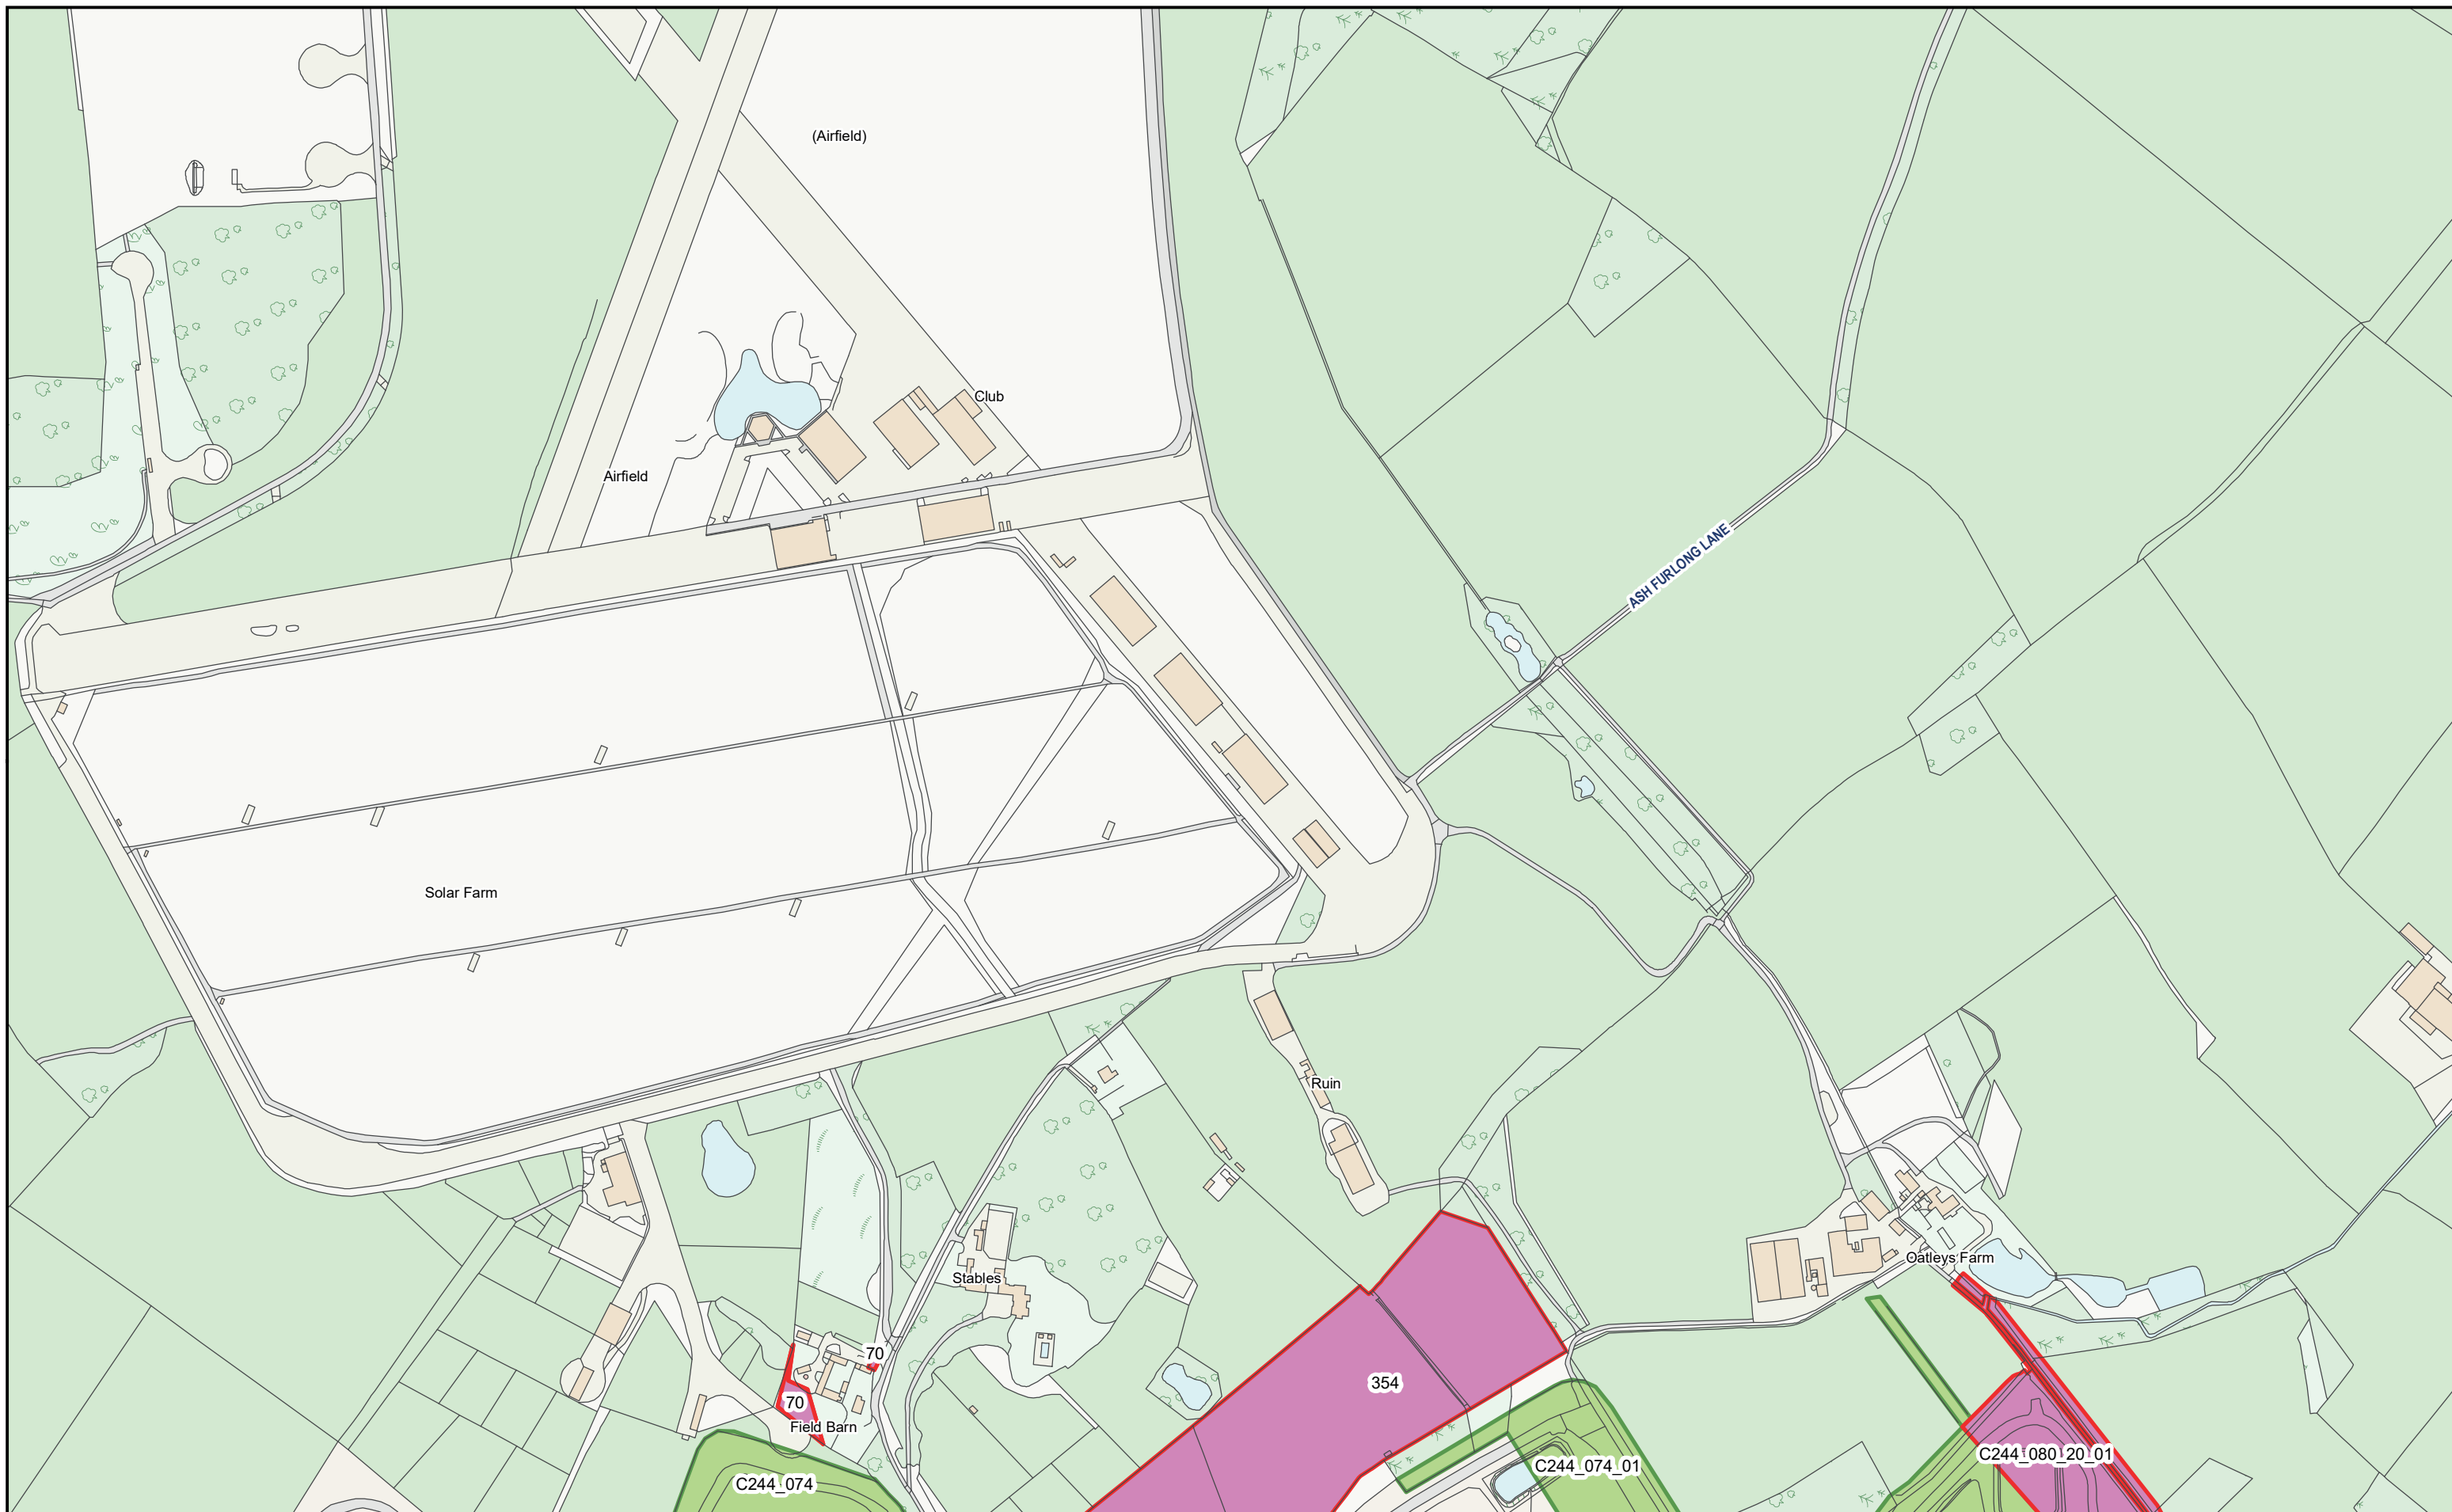 (Airfield)
Club
Airfield
ASH FURLONG LANE
Solar Farm
Ruin
Oatleys Farm
Stables
70
354
70
Field Barn
C244_080_20_01
C244_074_01
C244_074